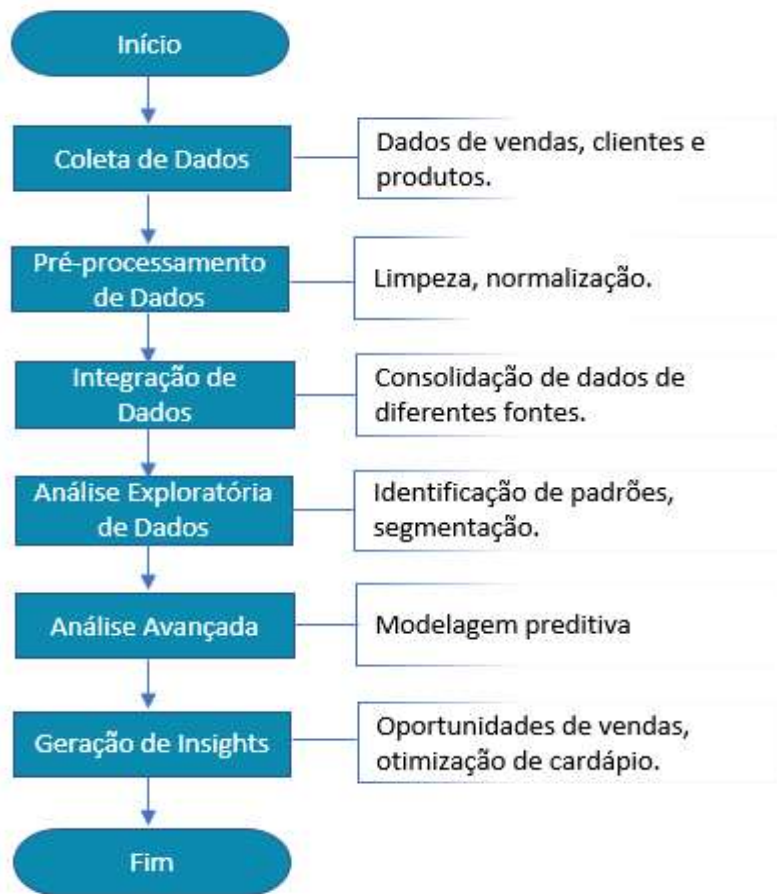 Início
Coleta de Dados
Dados de vendas, clientes e
produtos.
Pré-processamento
de Dados
Limpeza, normalização.
Integração de
Dados
Consolidação de dados de
diferentes fontes.
Análise Exploratória
de Dados
Identificação de padrões,
segmentação.
Análise Avançada
Modelagem preditiva
Geração de Insights
Oportunidades de vendas,
otimização de cardápio.
Fim